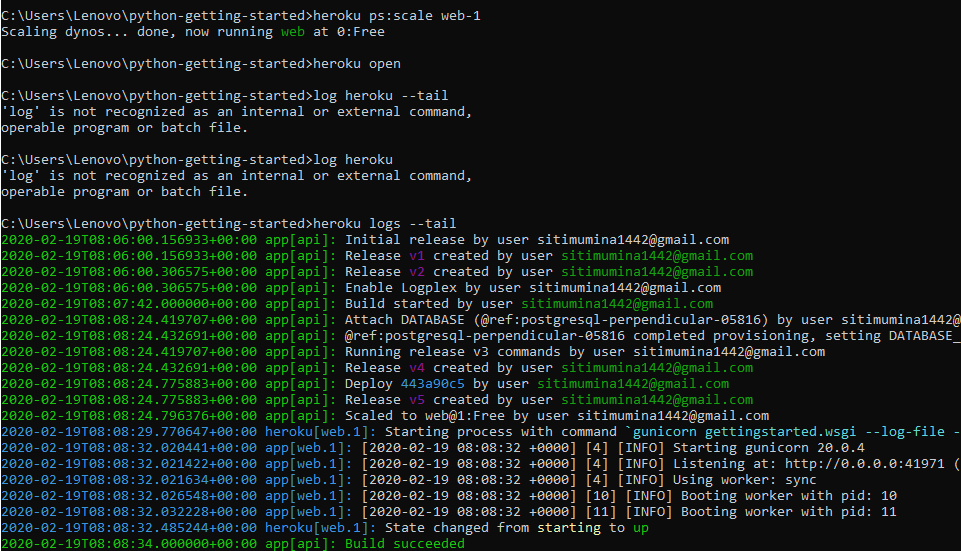 C:\Users\Lenovo\python-getting-started>heroku ps:scale web-1
Scaling dynos... done, now running web at 0:Free
C:\Users\Lenovo\python-getting-started>heroku open
C:\Users\Lenovo\python-getting-started>log heroku --tail
'log' is not recognized as an internal or external command,
operable program or batch file.
C:\Users\Lenovo\python-getting-started>log heroku
'log' is not recognized as an internal or external command,
operable program or batch file.
C:\Users\Lenovo\python-getting-started>heroku logs --tail
2020-02-19T08:06:00.156933+00:00 app[api]: Initial release by user sitimumina1442@gmail.com
2020-02-19T08:06:00.156933+00:00 app[api]: Release v1 created by user sitimumina1442@gmail.com
2020-02-19T08:06:00.306575+00:00 app[api]: Release v2 created by user sitimumina1442@gmail.com
2020-02-19T08:06:00.306575+00:00 app[api]: Enable Logplex by user sitimumina1442@gmail.com
2020-02-19T08:07:42.000000+00:00 app[api]: Build started by user sitimumina1442@gmail.com
2020-02-19T08:08:24.419707+00:00 app[api]: Attach DATABASE (@ref:postgresql-perpendicular-05816) by user sitimumina1442@
2020-02-19T08:08:24.432691+00:00 app[api]: @ref:postgresql-perpendicular-05816 completed provisioning, setting DATABASE_
2020-02-19T08:08:24.419707+00:00 app[api]: Running release v3 commands by user sitimumina1442@gmail.com
2020-02-19T08:08:24.432691+00:00 app[api]: Release v4 created by user sitimumina1442@gmail.com
2020-02-19T08:08:24.775883+00:00 app[api]: Deploy 443a90c5 by user sitimumina1442@gmail.com
2020-02-19T08:08:24.775883+00:00 app[api]: Release v5 created by user sitimumina1442@gmail.com
2020-02-19T08:08:24.796376+00:00 app[api]: Scaled to web@1:Free by user sitimumina1442@gmail.com
2020-02-19T08:08:29.770647+00:00 heroku[web.1]: Starting process with command `gunicorn gettingstarted.wsgi --log-file -
2020-02-19T08:08:32.020441+00:00 app[web.1]: [2020-02-19 08:08:32 +0000] [4] [INFO] Starting gunicorn 20.0.4
2020-02-19T08:08:32.021422+00:00 app[web.1]: [2020-02-19 08:08:32 +0000] [4] [INFO] Listening at: http://0.0.0.0:41971 (
2020-02-19T08:08:32.021634+00:00 app[web.1]: [2020-02-19 08:08:32 +0000] [4] [INFO] Using worker: sync
2020-02-19T08:08:32.026548+00:00 app[web.1]: [2020-02-19 08:08:32 +0000] [10] [INFO] Booting worker with pid: 10
2020-02-19T08:08:32.032228+00:00 app[web.1]: [2020-02-19 08:08:32 +0000] [11] [INFO] Booting worker with pid: 11
2020-02-19T08:08:32.485244+00:00 heroku[web.1]: State changed from starting to up
2020-02-19T08:08:34.000000+00:00 app[api]: Build succeeded